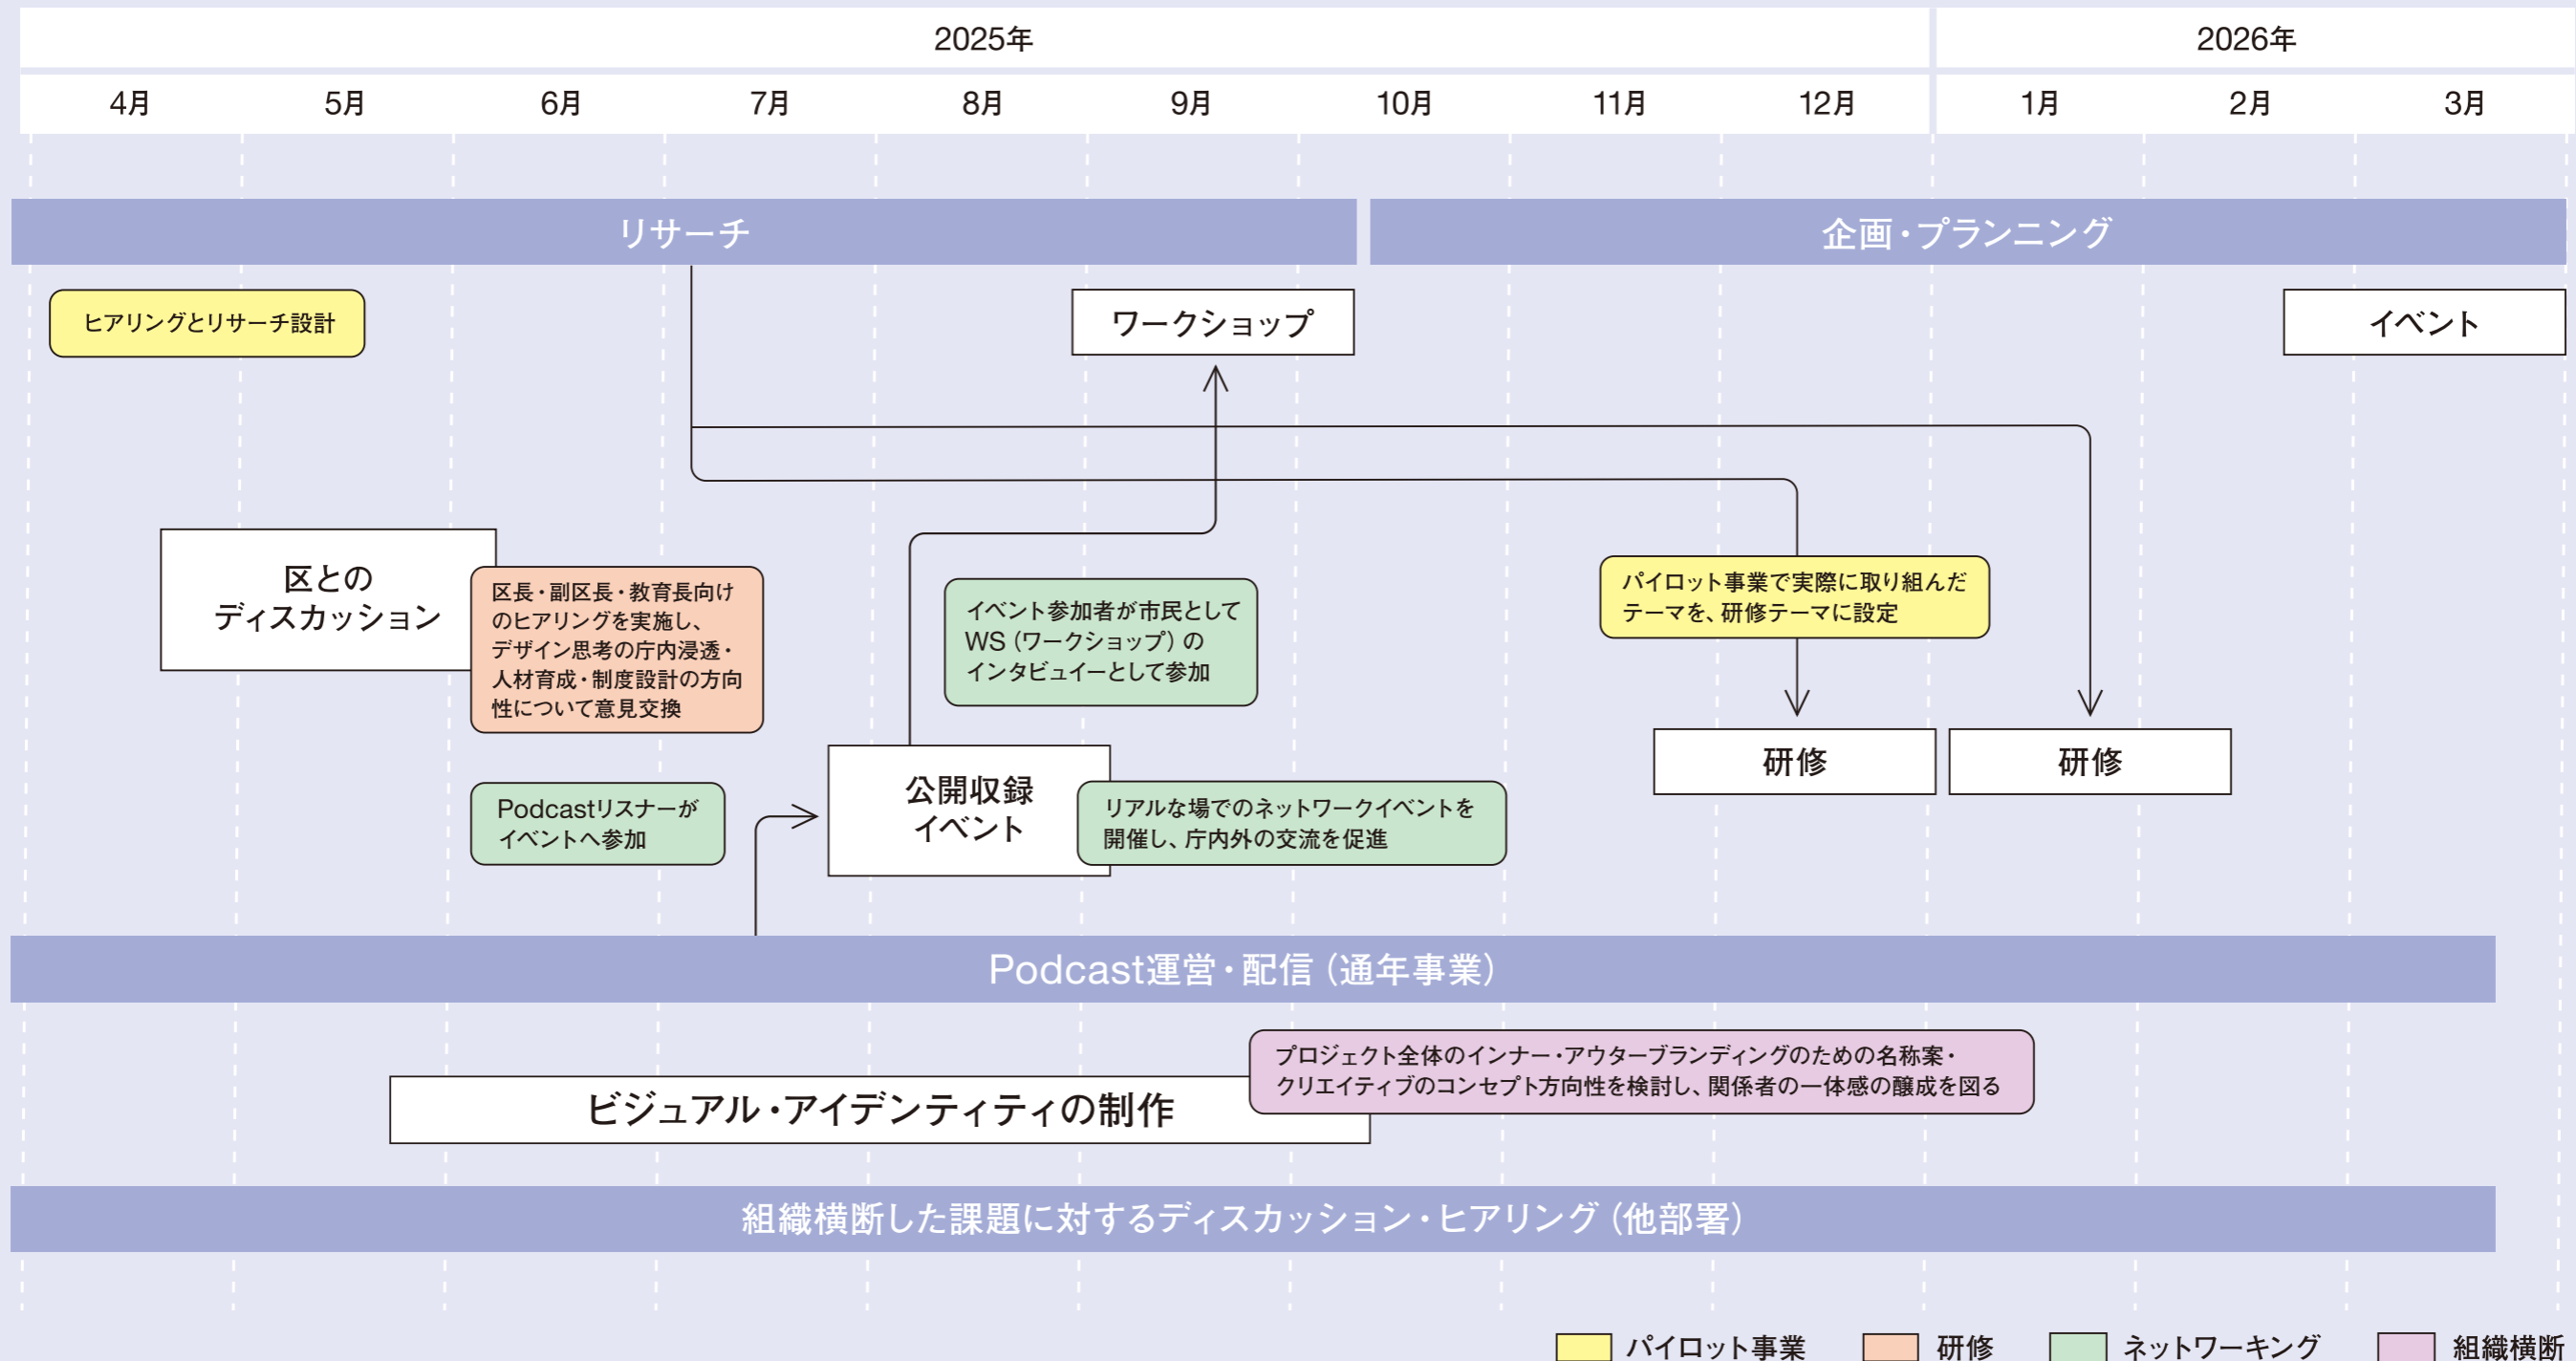 2025年
2026年
4月
5月
6月
7月
8月
9月
10月
11月
12月
1月
2月
3月
リサーチ
企画・プランニング
ヒアリングとリサーチ設計
ワークショップ
イベント
区との
ディスカッション
区長・副区長・教育長向け
のヒアリングを実施し、
デザイン思考の庁内浸透・
人材育成・制度設計の方向
性について意見交換
イベント参加者が市民として
WS（ワークショップ）の
インタビュイーとして参加
パイロット事業で実際に取り組んだ
テーマを、研修テーマに設定
研修
研修
Podcastリスナーが
イベントへ参加
公開収録
イベント
リアルな場でのネットワークイベントを
開催し、庁内外の交流を促進
Podcast運営・配信（通年事業）
プロジェクト全体のインナー・アウターブランディングのための名称案・
クリエイティブのコンセプト方向性を検討し、関係者の一体感の醸成を図る
ビジュアル・アイデンティティの制作
組織横断した課題に対するディスカッション・ヒアリング（他部署）
パイロット事業
研修
ネットワーキング
組織横断